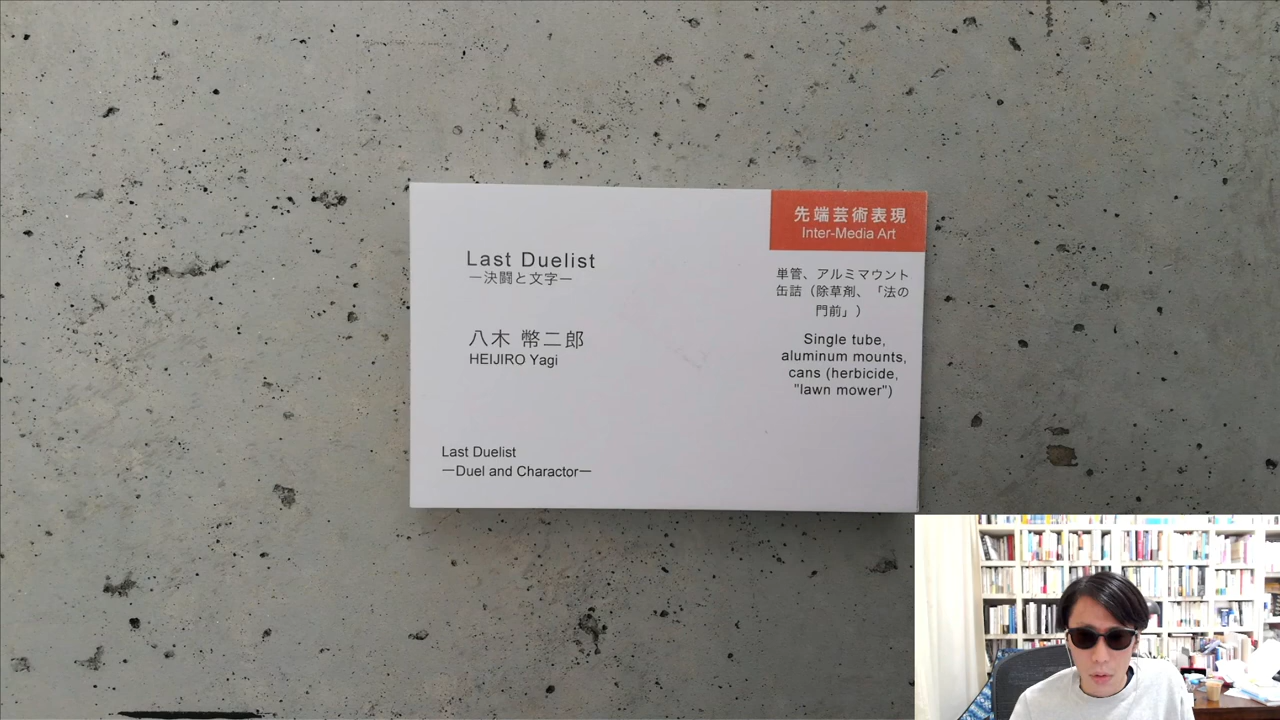 Last Duelist
ー決闘と文字ー
八木 幣二郎
HEIJIRO Yagi
Last Duelist
ーDuel and Charactorー
先端芸術表現
Inter-Media Art
単管、アルミマウント
缶詰(除草剤、「法の
門前」)
Single tube,
aluminum mounts,
cans (herbicide,
"lawn mower")